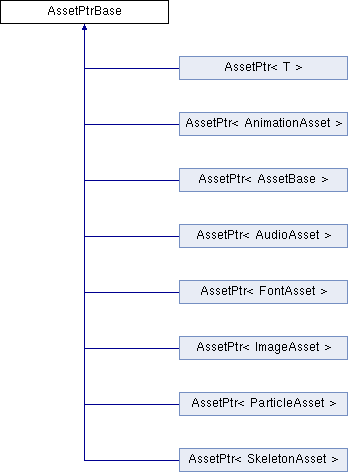 AssetPtrBase
AssetPtr< T >
AssetPtr< AnimationAsset >
AssetPtr< AssetBase >
AssetPtr< AudioAsset >
AssetPtr< FontAsset >
AssetPtr< ImageAsset >
AssetPtr< ParticleAsset >
AssetPtr< SkeletonAsset >